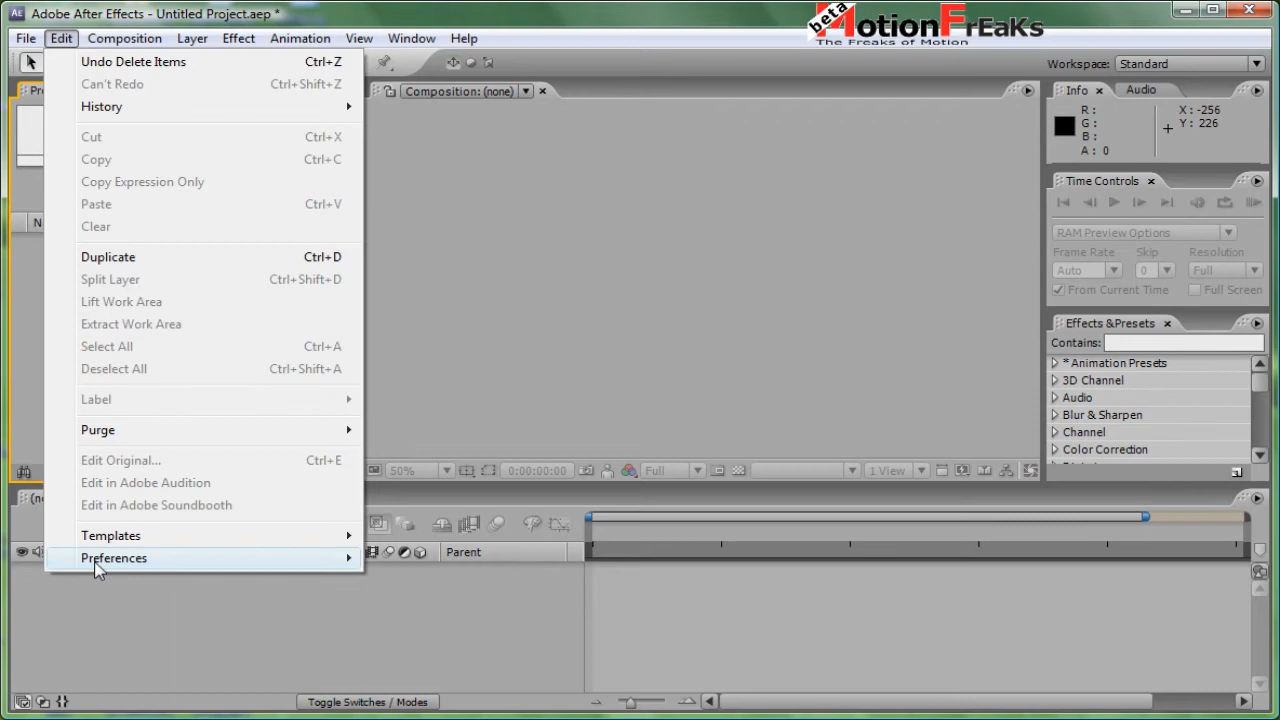 Adobe After Effects - Untitled Project.aep *
beta MotionFrEaKs
The Freaks of Motion
File Edit Composition Layer Effect Animation View Window Help
Workspace: Standard
Undo Delete Items Ctrl+Z
Can't Redo Ctrl+Shift+Z
History
Cut Ctrl+X
Copy Ctrl+C
Copy Expression Only
Paste Ctrl+V
Clear
Duplicate Ctrl+D
Split Layer Ctrl+Shift+D
Lift Work Area
Extract Work Area
Select All Ctrl+A
Deselect All Ctrl+Shift+A
Label
Purge
Edit Original... Ctrl+E
Edit in Adobe Audition
Edit in Adobe Soundbooth
Templates
Preferences
Composition: (none)
Info Audio
R : X : -256
G : Y : 226
B :
A : 0
Time Controls
RAM Preview Options
Frame Rate Skip Resolution
Auto 0 Full
From Current Time Full Screen
Effects & Presets
Contains:
* Animation Presets
3D Channel
Audio
Blur & Sharpen
Channel
Color Correction
50% 0:00:00:00 Full 1 View
Parent
Toggle Switches / Modes